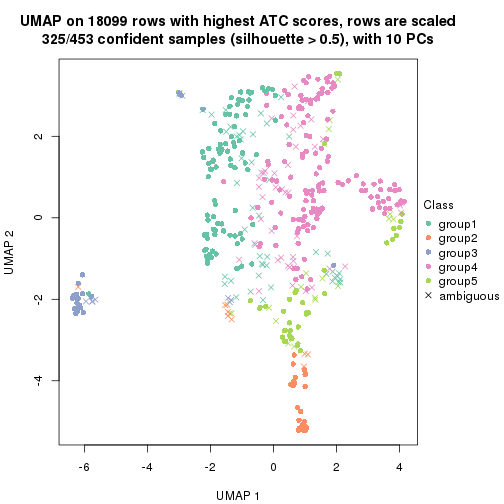 UMAP on 18099 rows with highest ATC scores, rows are scaled
325/453 confident samples (silhouette > 0.5), with 10 PCs
UMAP 2
2
0
-2
-4
-6
-4
-2
0
2
4
UMAP 1
Class
group1
group2
group3
group4
group5
ambiguous